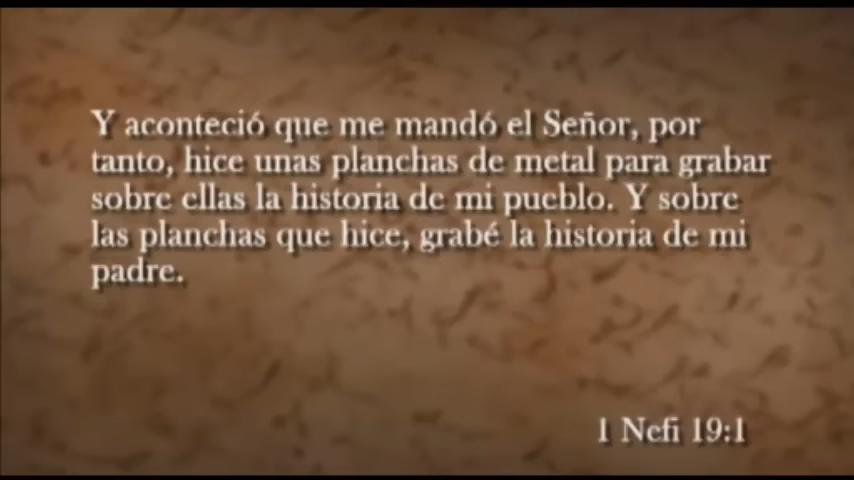 Y aconteció que me mandó el Señor, por
tanto, hice unas planchas de metal para grabar
sobre ellas la historia de mi pueblo. Y sobre
las planchas que hice, grabé la historia de mi
padre.
1 Nefi 19:1